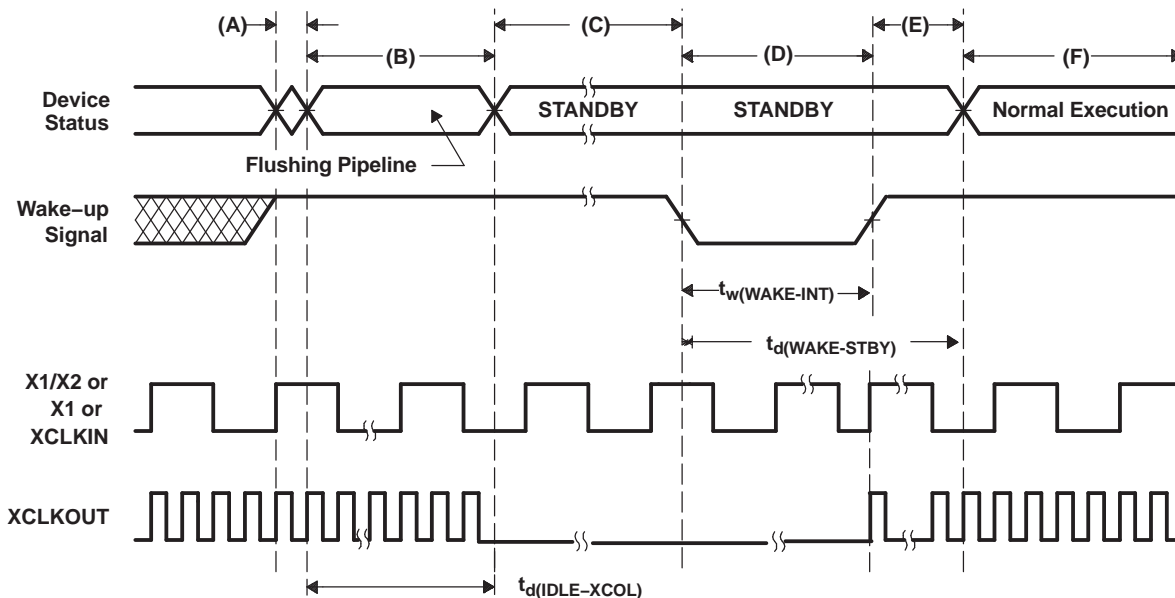 (A)
(B)
(C)
(D)
(E)
(F)
Device
Status
STANDBY
STANDBY
Normal Execution
Flushing Pipeline
Wake−up
Signal
tw(WAKE-INT)
td(WAKE-STBY)
X1/X2 or
X1 or
XCLKIN
XCLKOUT
td(IDLE−XCOL)